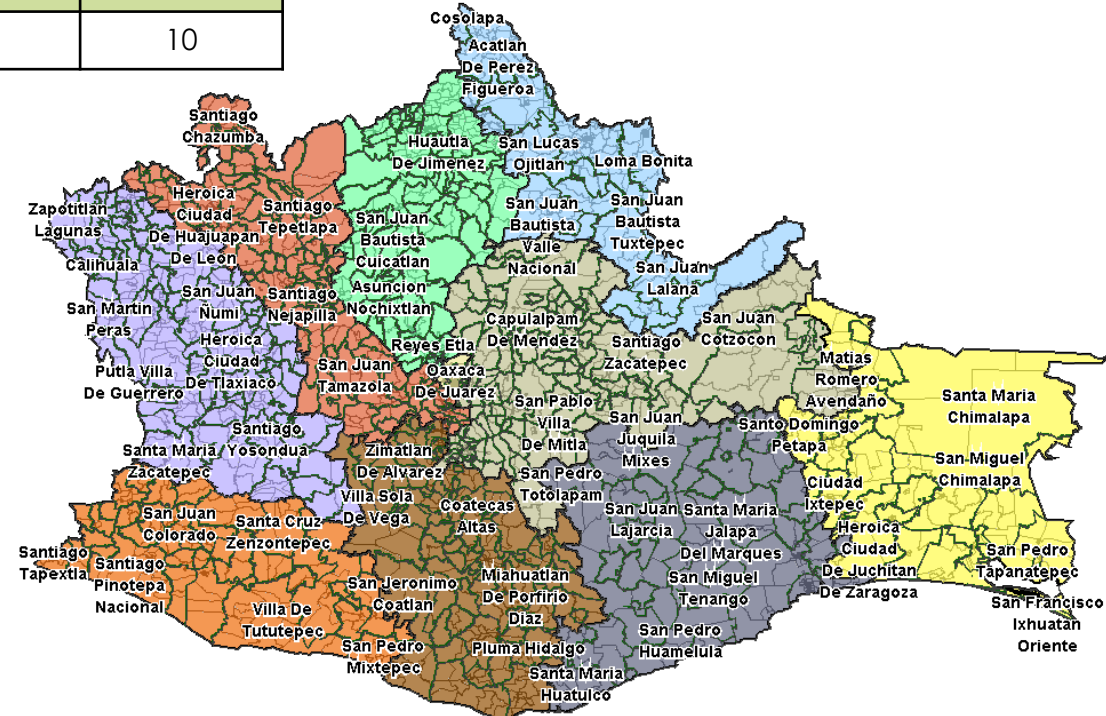 10
Cosolapa
Acatlan
De Perez
Figueroa
Santiago
Chazumba
Huautla
De Jimenez
San Lucas
Ojitlan
Loma Bonita
Heroica
Ciudad
De Huajuapan
De León
Santiago
Tepetlapa
Zapotitlan
Lagunas
Calihuala
San Juan
Bautista
Cuicatlan
San Juan
Bautista
Valle
Nacional
San Juan
Bautista
Tuxtepec
San Juan
Lalana
San Martin
Peras
San Juan
Ñumi
Santiago
Nejapilla
Asuncion
Nochixtlan
Reyes Etla
Capulalpam
De Mendez
Santiago
Zacatepec
San Juan
Cotzocon
Heroica
Ciudad
De Tlaxiaco
Putla Villa
De Guerrero
San Juan
Tamazola
Oaxaca
De Juarez
Matias
Romero
Avendaño
Santa Maria
Chimalapa
San Pablo
Villa
De Mitla
San Juan
Juquila
Mixes
Santo Domingo
Petapa
Santa Maria
Zacatepec
Santiago
Yosondua
Zimatlan
De Alvarez
San Pedro
Totolapam
San Miguel
Chimalapa
Ciudad
Ixtepec
Villa Sola
De Vega
Coatecas
Altas
San Juan
Lajarcia
Santa Maria
Jalapa
Del Marques
San Juan
Colorado
Santa Cruz
Zenzontepec
Heroica
Ciudad
De Juchitan
De Zaragoza
San Pedro
Tapanatepec
Santiago
Tapextla
Santiago
Pinotepa
Nacional
San Jeronimo
Coatlan
Miahuatlan
De Porfirio
Diaz
San Miguel
Tenango
San Francisco
Ixhuatan
Oriente
Villa De
Tututepec
San Pedro
Mixtepec
Pluma Hidalgo
San Pedro
Huamelula
Santa Maria
Huatulco